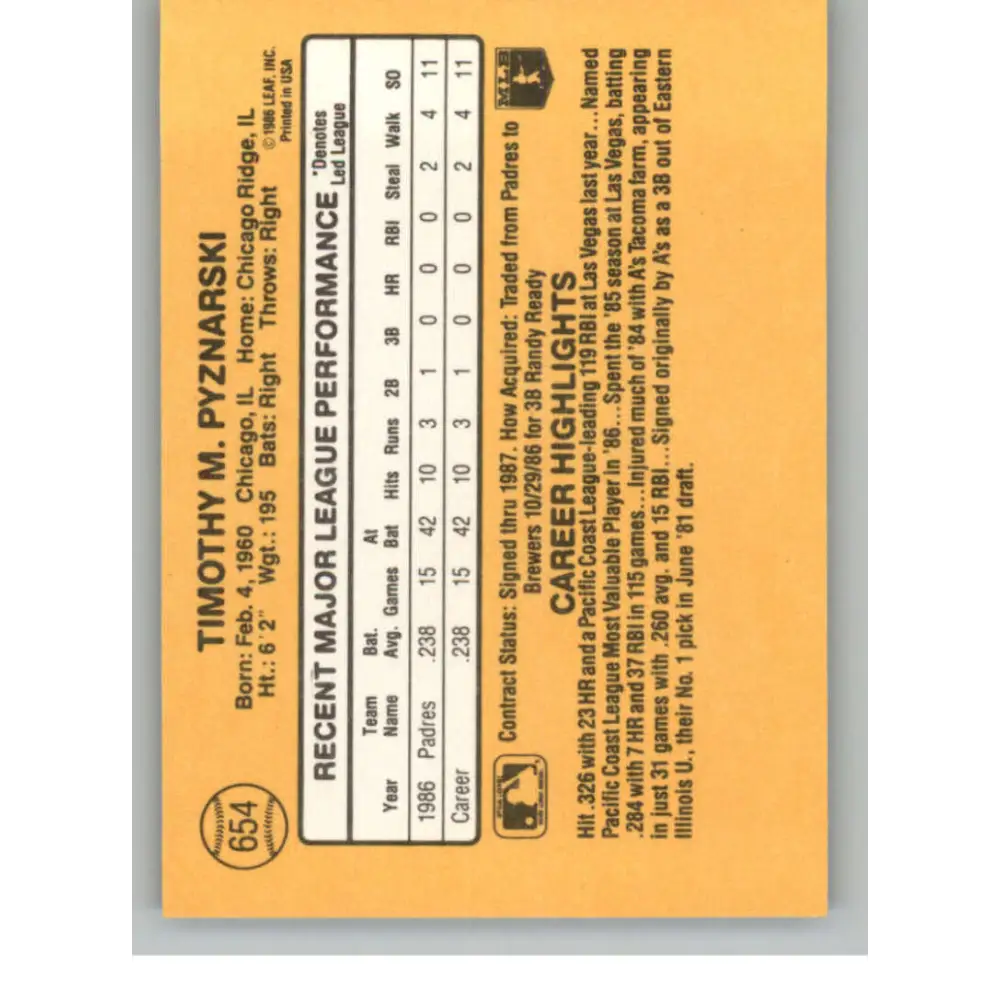 654
TIMOTHY M. PYZNARSKI
Born: Feb. 4, 1960 Chicago, IL Home: Chicago Ridge, IL
Ht.: 6'2" Wgt.: 195 Bats: Right Throws: Right
© 1986 LEAF, INC.
Printed in USA
RECENT MAJOR LEAGUE PERFORMANCE
*Denotes
Led League
Year Team Name Bat. Avg. Games At Bat Hits Runs 2B 3B HR RBI Steal Walk SO
1986 Padres .238 15 42 10 3 1 0 0 0 2 4 11
Career .238 15 42 10 3 1 0 0 0 2 4 11
Contract Status: Signed thru 1987. How Acquired: Traded from Padres to
Brewers 10/29/86 for 3B Randy Ready
MLB
CAREER HIGHLIGHTS
Hit .326 with 23 HR and a Pacific Coast League-leading 119 RBI at Las Vegas last year...Named
Pacific Coast League Most Valuable Player in '86...Spent the '85 season at Las Vegas, batting
.284 with 7 HR and 37 RBI in 115 games...Injured much of '84 with A's Tacoma farm, appearing
in just 31 games with .260 avg. and 15 RBI...Signed originally by A's as a 3B out of Eastern
Illinois U., their No. 1 pick in June '81 draft.